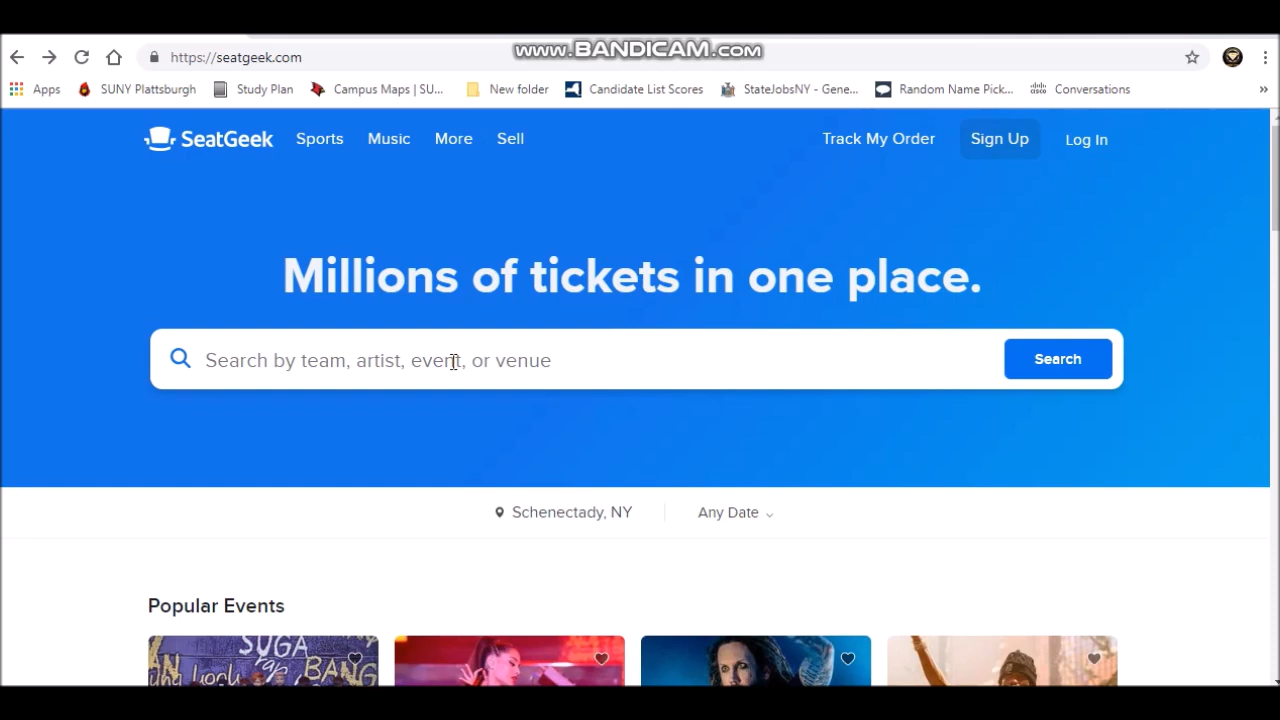 www.BANDICAM.com
https://seatgeek.com
Apps SUNY Plattsburgh Study Plan Campus Maps | SU... New folder Candidate List Scores StateJobsNY - Gene... Random Name Pick... Conversations »
SeatGeek Sports Music More Sell Track My Order Sign Up Log In
Millions of tickets in one place.
Search by team, artist, event, or venue Search
Schenectady, NY Any Date
Popular Events
SUGA
rap BANG